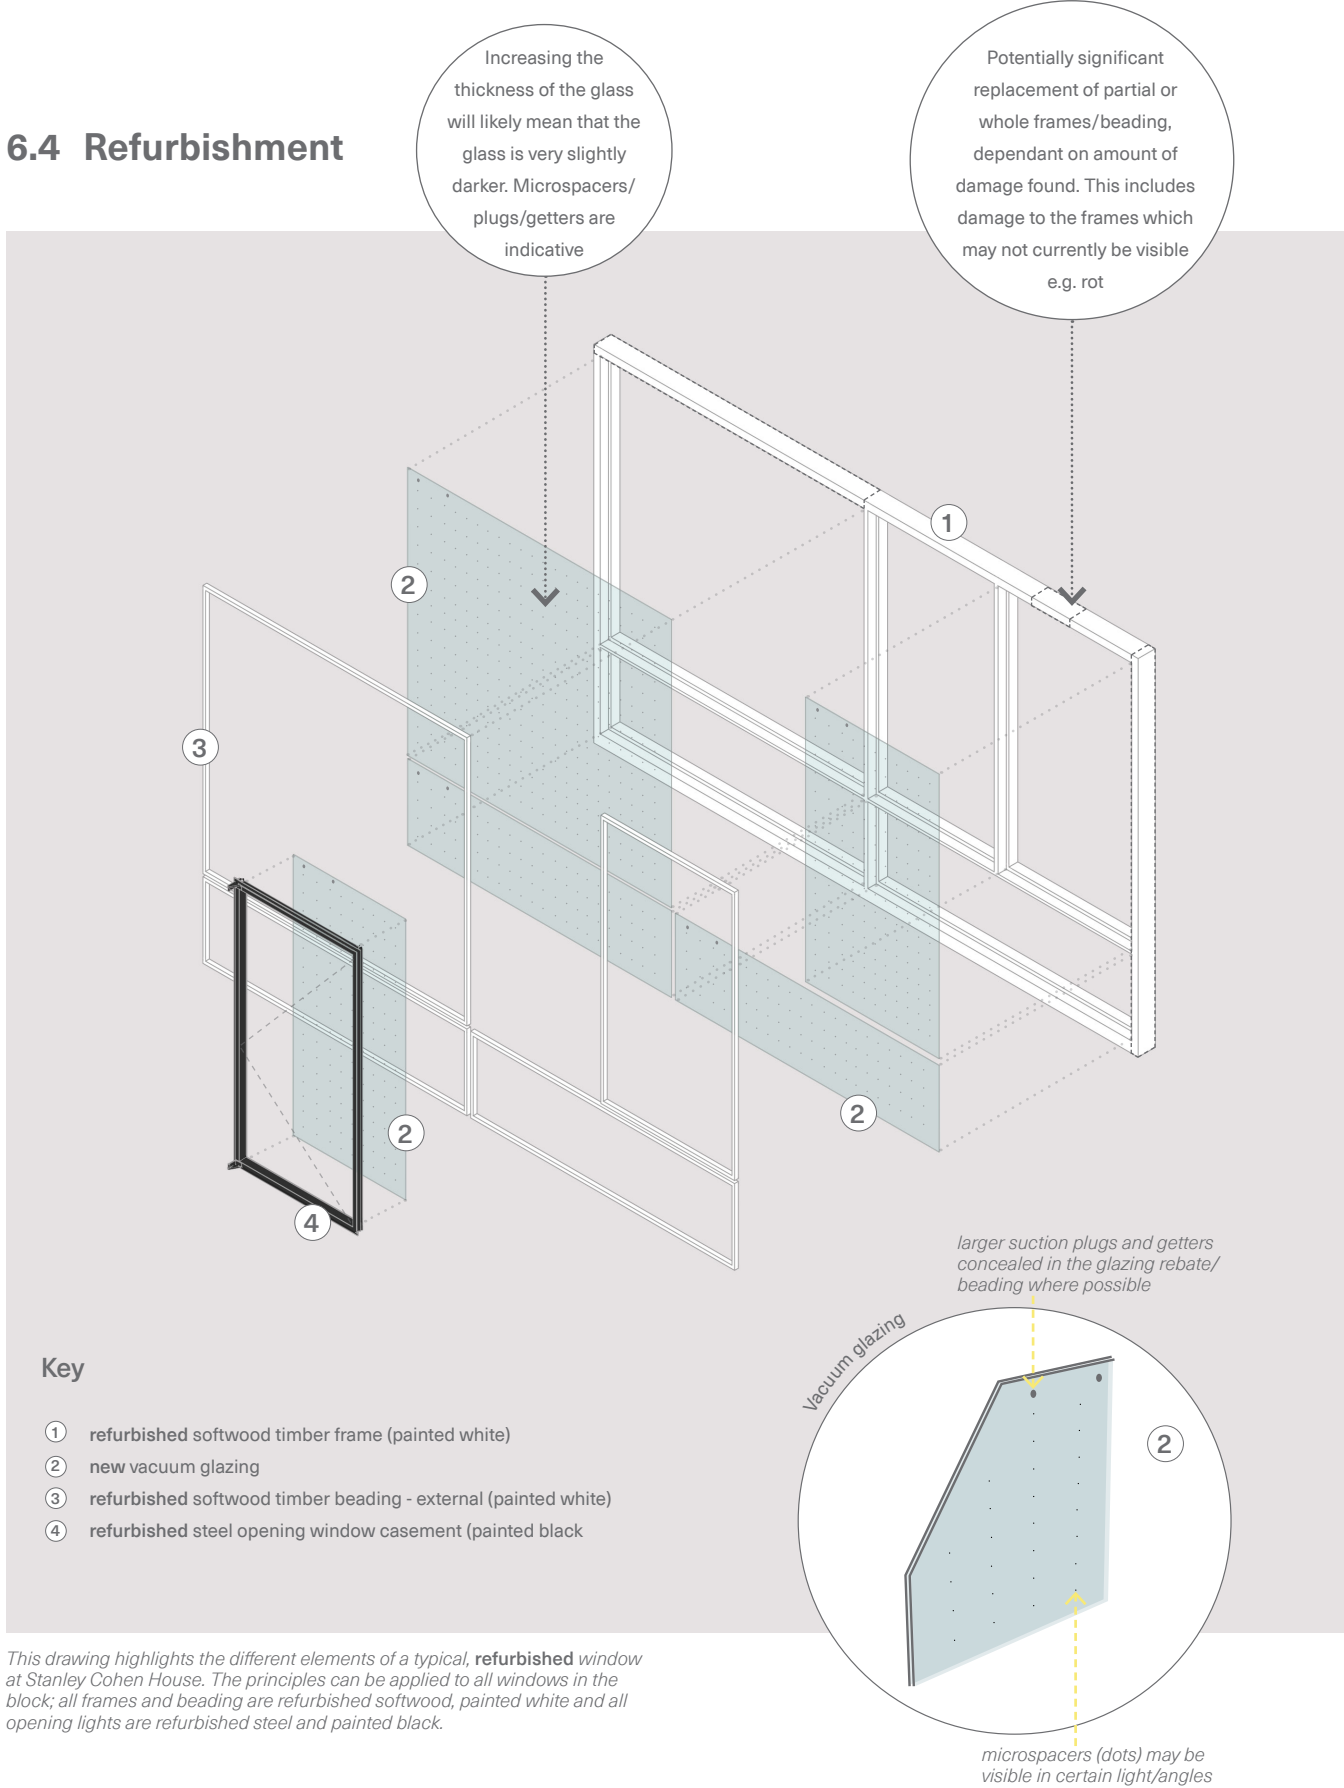 6.4 Refurbishment
Increasing the
thickness of the glass
will likely mean that the
glass is very slightly
darker. Microspacers/
plugs/getters are
indicative
Potentially significant
replacement of partial or
whole frames/beading,
dependant on amount of
damage found. This includes
damage to the frames which
may not currently be visible
e.g. rot
1
2
3
2
2
4
larger suction plugs and getters
concealed in the glazing rebate/
beading where possible
Vacuum glazing
2
microspacers (dots) may be
visible in certain light/angles
Key
1 refurbished softwood timber frame (painted white)
2 new vacuum glazing
3 refurbished softwood timber beading - external (painted white)
4 refurbished steel opening window casement (painted black
This drawing highlights the different elements of a typical, refurbished window
at Stanley Cohen House. The principles can be applied to all windows in the
block; all frames and beading are refurbished softwood, painted white and all
opening lights are refurbished steel and painted black.